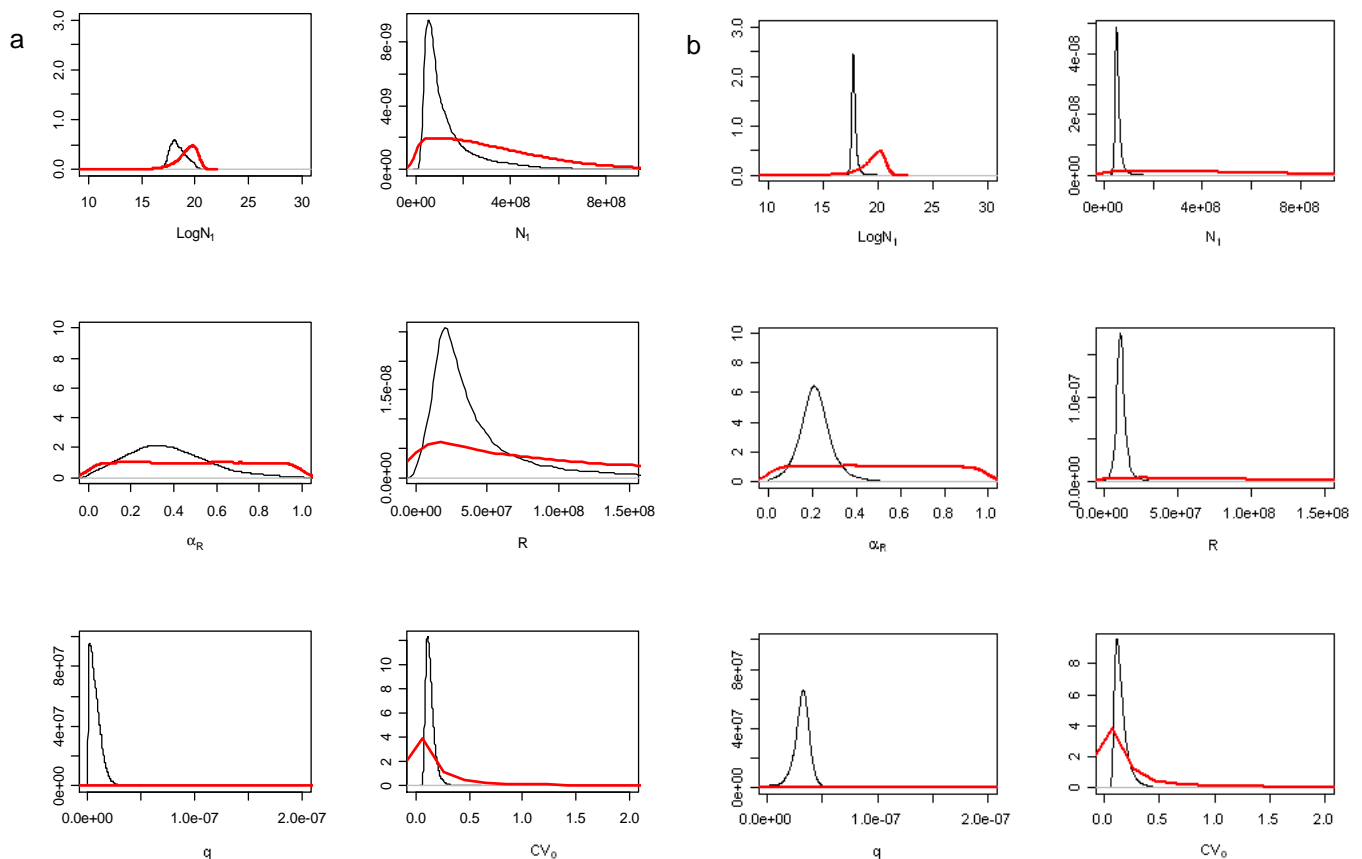 a
0.0 1.0 2.0 3.0
10 15 20 25 30
LogN₁
0e+00 4e-09 8e-09
0e+00 4e+08 8e+08
N₁
b
0.0 1.0 2.0 3.0
10 15 20 25 30
LogN₁
0e+00 2e-08 4e-08
0e+00 4e+08 8e+08
N₁
0 2 4 6 8 10
0.0 0.2 0.4 0.6 0.8 1.0
α_R
0.0e+00 1.5e-08
0.0e+00 5.0e+07 1.0e+08 1.5e+08
R
0 2 4 6 8 10
0.0 0.2 0.4 0.6 0.8 1.0
α_R
0.0e+00 1.0e-07
0.0e+00 5.0e+07 1.0e+08 1.5e+08
R
0e+00 4e+07 8e+07
0.0e+00 1.0e-07 2.0e-07
q
0 2 4 6 8 10
0.0 0.5 1.0 1.5 2.0
CV₀
0e+00 4e+07 8e+07
0.0e+00 1.0e-07 2.0e-07
q
0 2 4 6 8
0.0 0.5 1.0 1.5 2.0
CV₀